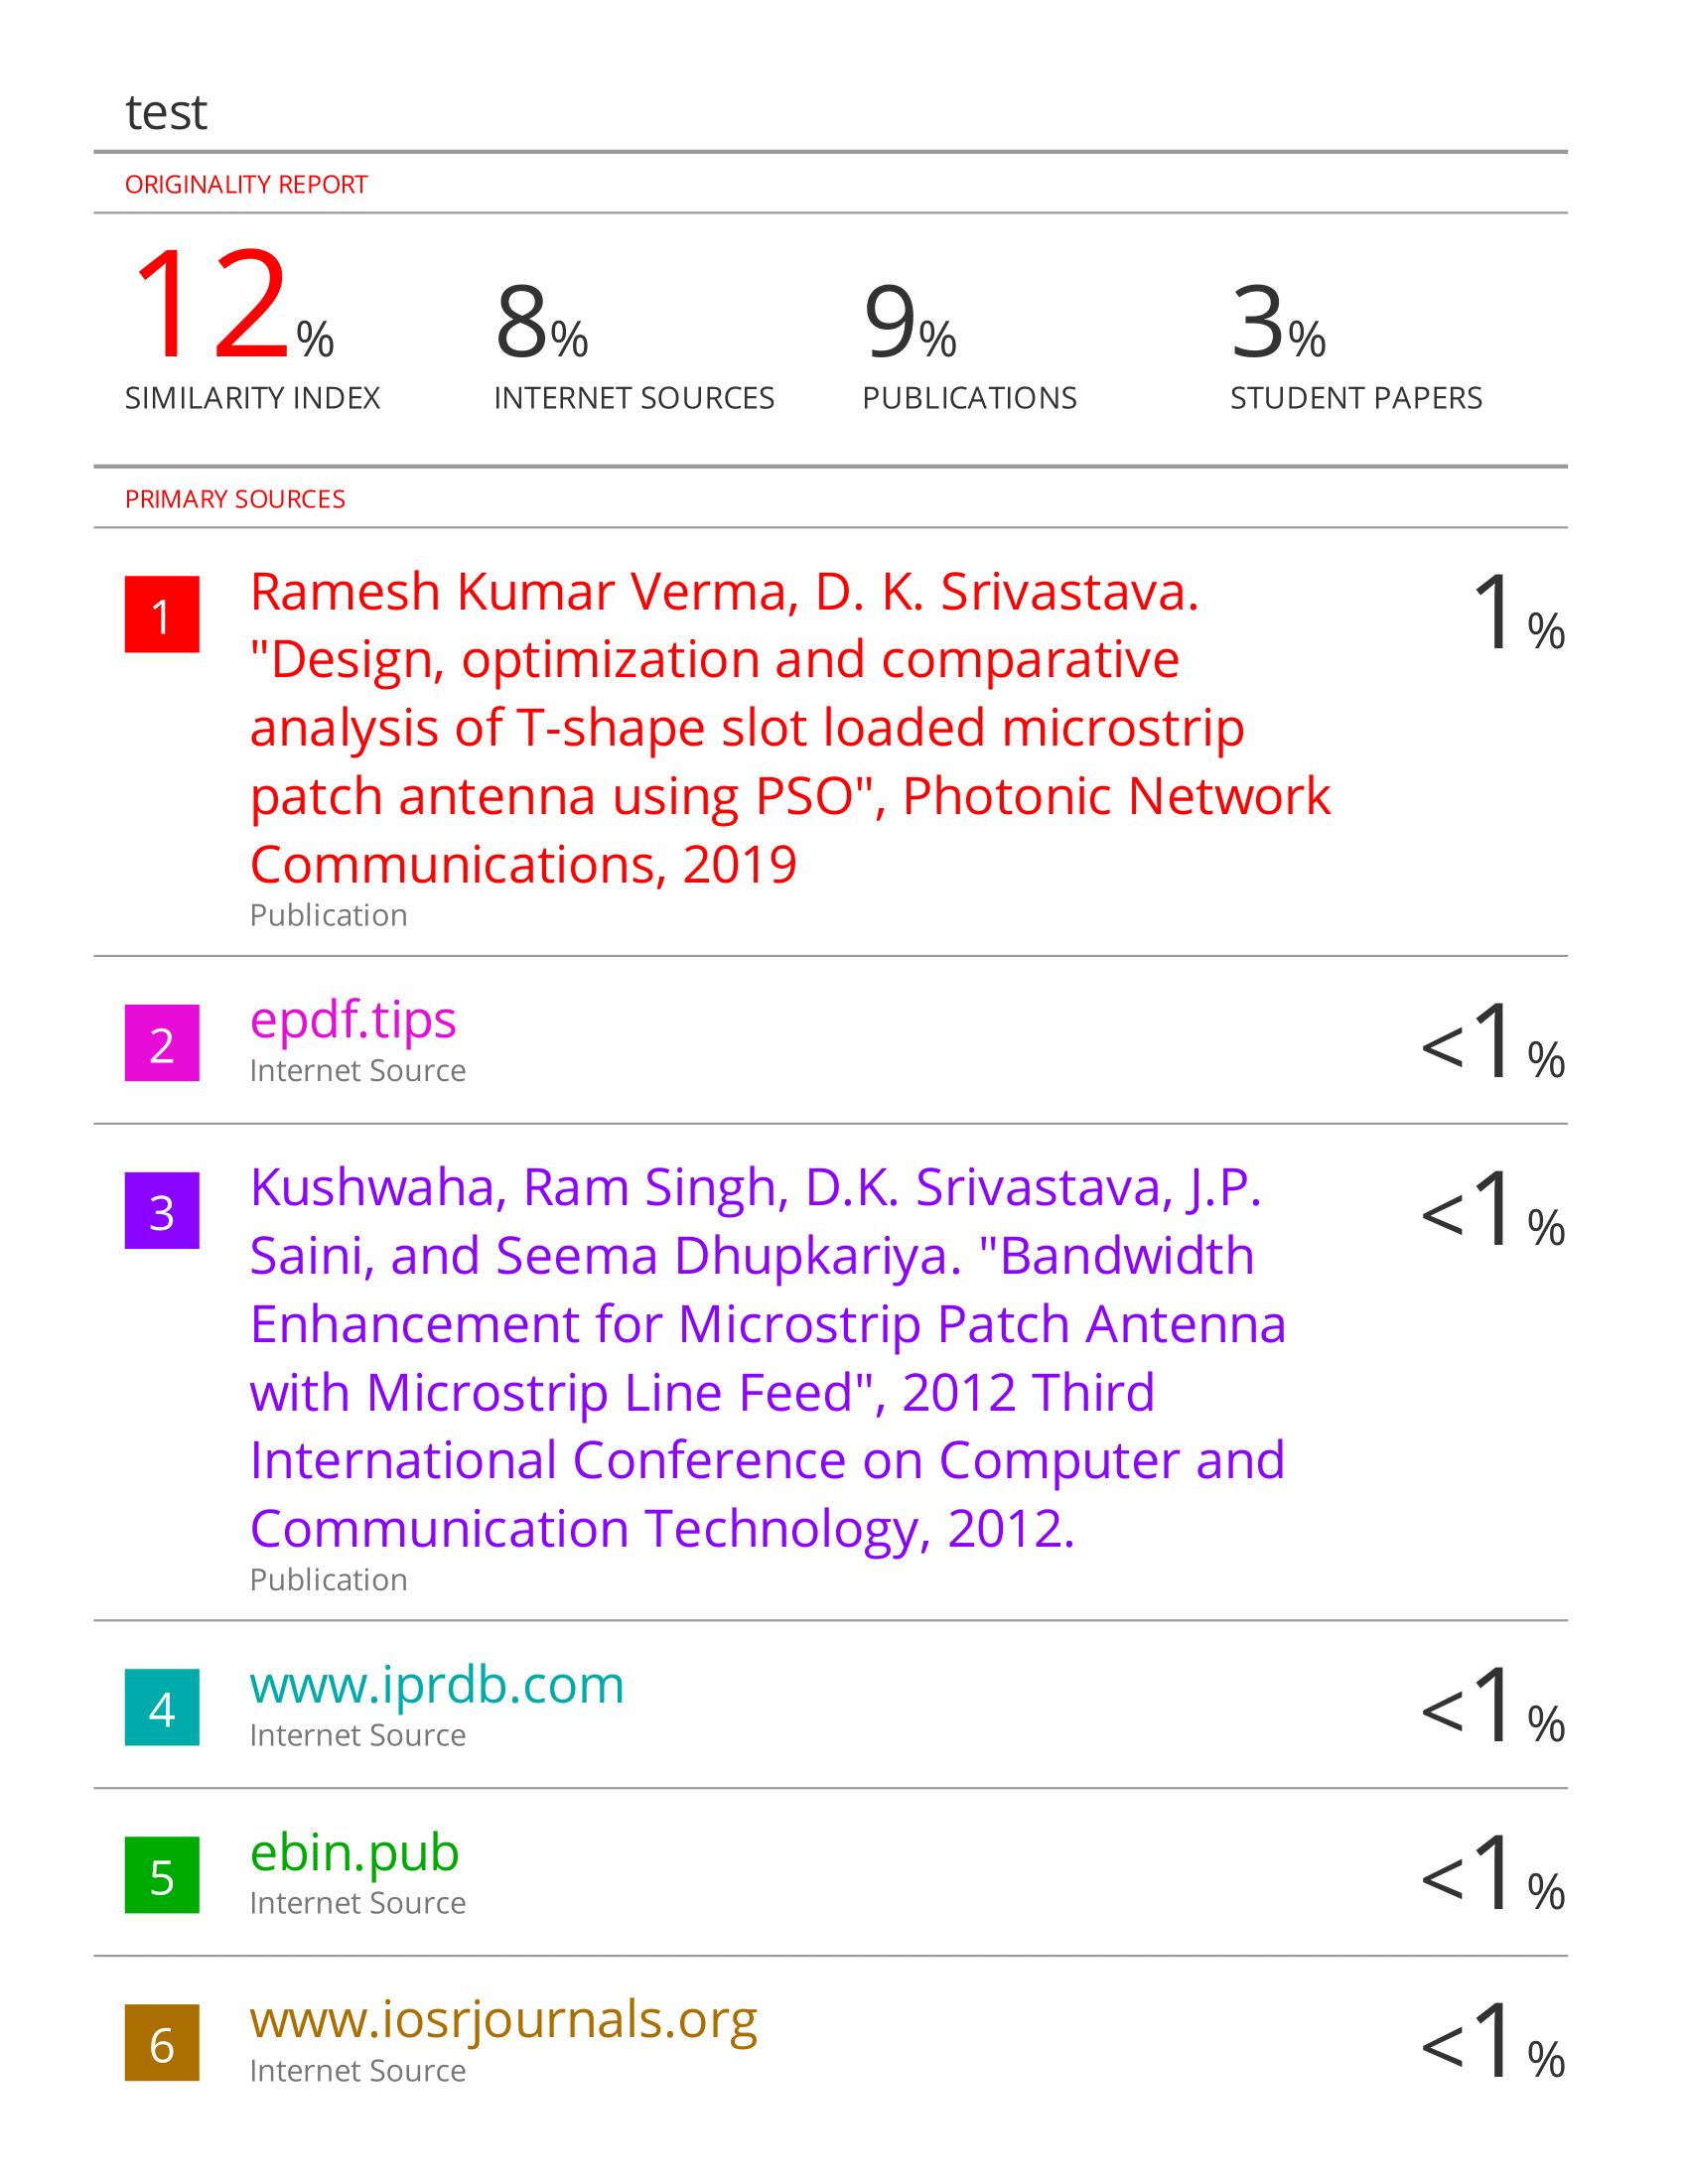 test
ORIGINALITY REPORT
12% 8% 9% 3%
SIMILARITY INDEX INTERNET SOURCES PUBLICATIONS STUDENT PAPERS
PRIMARY SOURCES
1 Ramesh Kumar Verma, D. K. Srivastava. 1%
"Design, optimization and comparative
analysis of T-shape slot loaded microstrip
patch antenna using PSO", Photonic Network
Communications, 2019
Publication
2 epdf.tips <1%
Internet Source
3 Kushwaha, Ram Singh, D.K. Srivastava, J.P. <1%
Saini, and Seema Dhupkariya. "Bandwidth
Enhancement for Microstrip Patch Antenna
with Microstrip Line Feed", 2012 Third
International Conference on Computer and
Communication Technology, 2012.
Publication
4 www.iprdb.com <1%
Internet Source
5 ebin.pub <1%
Internet Source
6 www.iosrjournals.org <1%
Internet Source